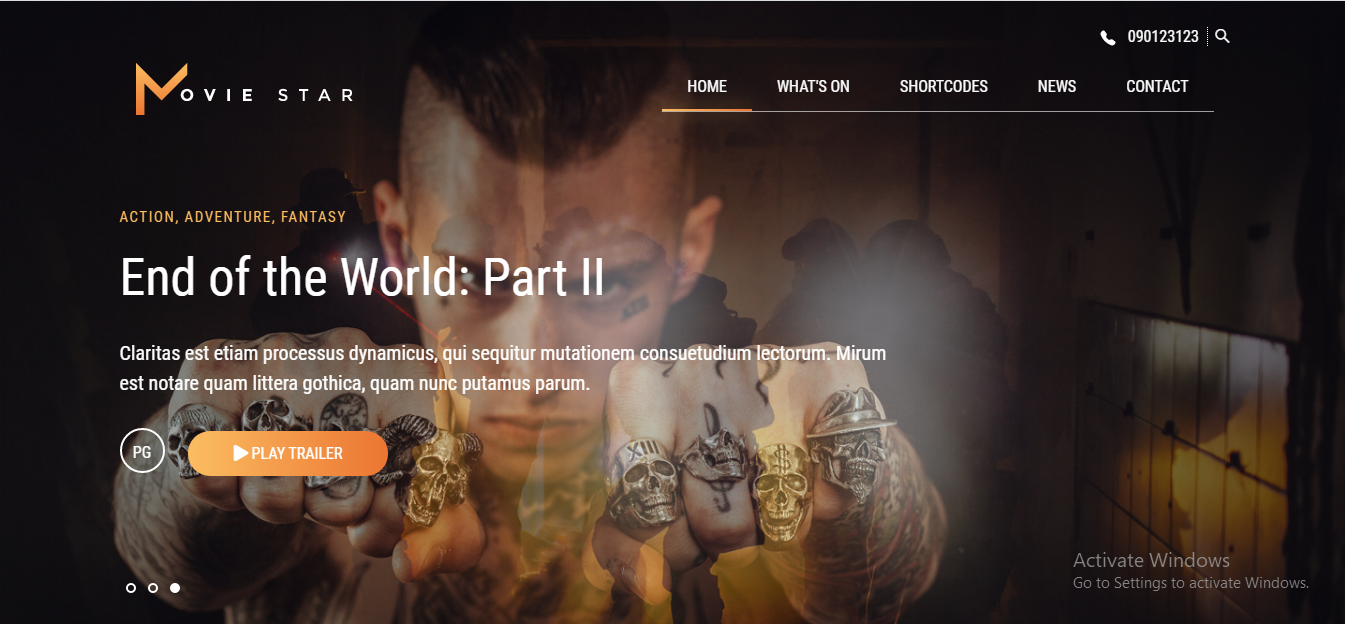 090123123
MOVIE STAR
HOME WHAT'S ON SHORTCODES NEWS CONTACT
ACTION, ADVENTURE, FANTASY
End of the World: Part II
Claritas est etiam processus dynamicus, qui sequitur mutationem consuetudium lectorum. Mirum
est notare quam littera gothica, quam nunc putamus parum.
PG PLAY TRAILER
XIII
$
Activate Windows
Go to Settings to activate Windows.